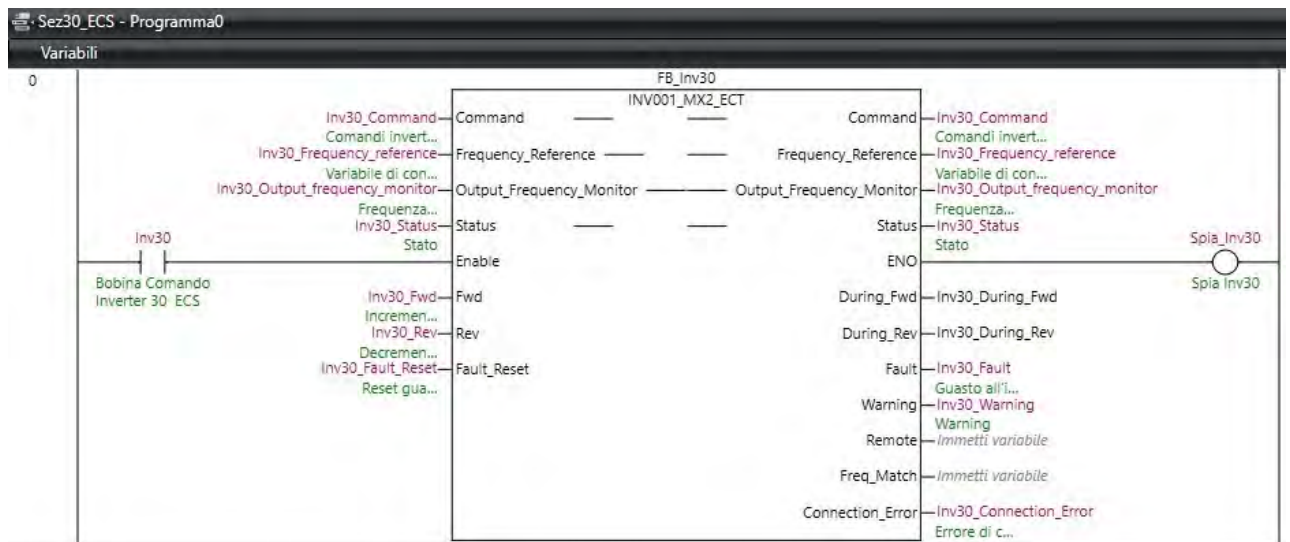 Sez30_ECS - Programma0
Variabili
0
FB_Inv30
INV001_MX2_ECT
Inv30_Command Command Command Inv30_Command
Comandi invert... Comandi invert...
Inv30_Frequency_reference Frequency_Reference Frequency_Reference Inv30_Frequency_reference
Variabile di con... Variabile di con...
Inv30_Output_frequency_monitor Output_Frequency_Monitor Output_Frequency_Monitor Inv30_Output_frequency_monitor
Frequenza... Frequenza...
Inv30_Status Status Status Inv30_Status
Stato Stato
Inv30 Enable ENO Spia_Inv30
Bobina Comando Spia Inv30
Inverter 30 ECS
Inv30_Fwd Fwd During_Fwd Inv30_During_Fwd
Incremen...
Inv30_Rev Rev During_Rev Inv30_During_Rev
Decremen...
Inv30_Fault_Reset Fault_Reset Fault Inv30_Fault
Reset gua... Guasto all'i...
Warning Inv30_Warning
Warning
Remote Immetti variabile
Freq_Match Immetti variabile
Connection_Error Inv30_Connection_Error
Errore di c...